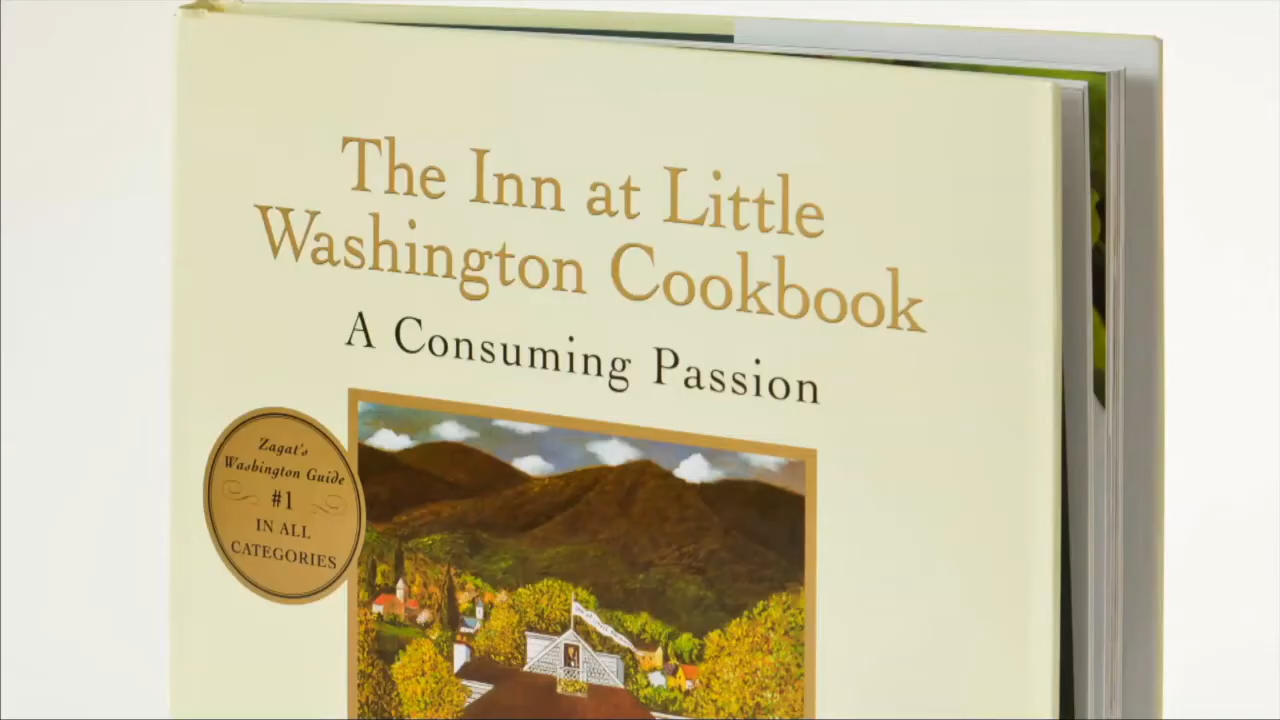 The Inn at Little
Washington Cookbook
A Consuming Passion
Zagat's
Washington Guide
#1
IN ALL
CATEGORIES